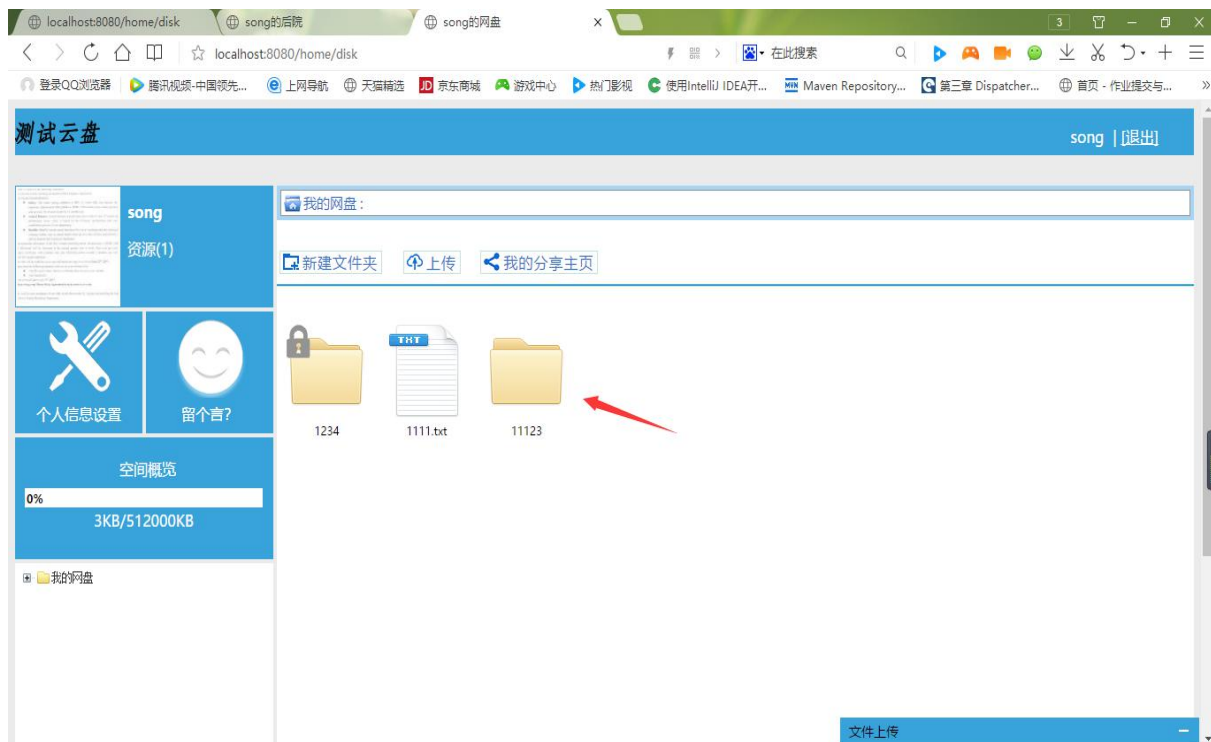 localhost:8080/home/disk song的后院 song的网盘 × 3
localhost:8080/home/disk 在此搜索
登录QQ浏览器 腾讯视频-中国领先... 上网导航 天猫精选 JD 京东商城 游戏中心 热门影视 使用IntelliJ IDEA开... MVN Maven Repository... 第三章 Dispatcher... 首页 - 作业提交与... »
测试云盘 song | [退出]
song
资源(1)
我的网盘 :
新建文件夹 上传 我的分享主页
TXT
个人信息设置 留个言?
1234 1111.txt 11123
空间概览
0%
3KB/512000KB
我的网盘
文件上传